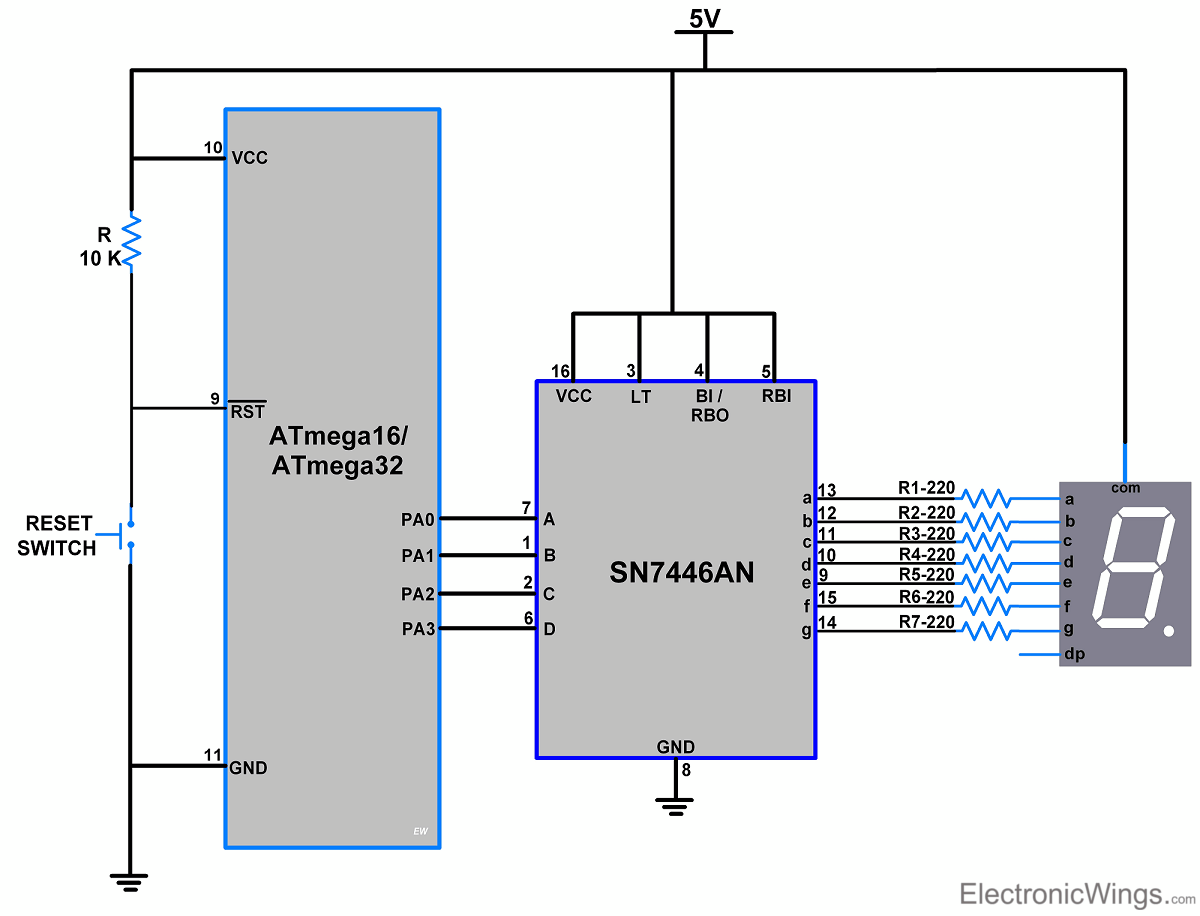 5V
10
VCC
R
10 K
9
RST
ATmega16/
ATmega32
RESET
SWITCH
PA0
PA1
PA2
PA3
11
GND
EW
16
3
4
5
VCC
LT
BI /
RBO
RBI
7
A
1
B
2
C
6
D
SN7446AN
a
13
b
12
c
11
d
10
e
9
f
15
g
14
GND
8
R1-220
R2-220
R3-220
R4-220
R5-220
R6-220
R7-220
com
a
b
c
d
e
f
g
dp
ElectronicWings.com